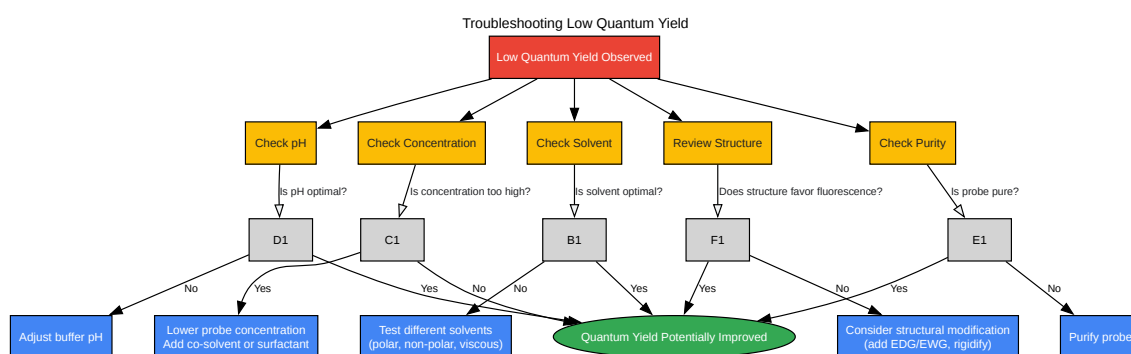 Troubleshooting Low Quantum Yield
Low Quantum Yield Observed
Check pH
Check Concentration
Check Solvent
Review Structure
Check Purity
Is pH optimal?
Is concentration too high?
Is solvent optimal?
Does structure favor fluorescence?
Is probe pure?
D1
C1
B1
F1
E1
No
Yes
Yes
No
No
Yes
Yes
No
Yes
No
Adjust buffer pH
Lower probe concentration
Add co-solvent or surfactant
Test different solvents
(polar, non-polar, viscous)
Quantum Yield Potentially Improved
Consider structural modification
(add EDG/EWG, rigidify)
Purify probe